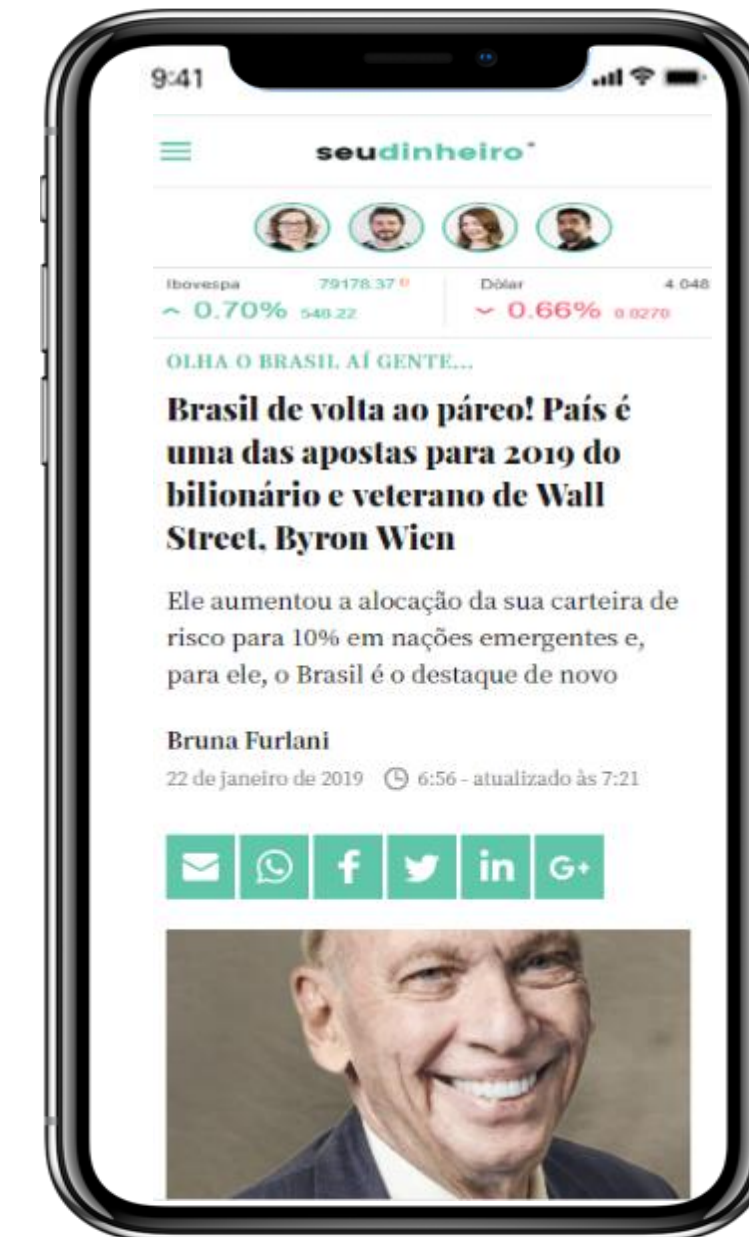 9:41
seudinheiro
Ibovespa 79178.37 Dólar 4.048
0.70% 548.22 0.66% 0.0270
OLHA O BRASIL AÍ GENTE...
Brasil de volta ao páreo! País é
uma das apostas para 2019 do
bilionário e veterano de Wall
Street, Byron Wien
Ele aumentou a alocação da sua carteira de
risco para 10% em nações emergentes e,
para ele, o Brasil é o destaque de novo
Bruna Furlani
22 de janeiro de 2019 6:56 - atualizado às 7:21
f in G+